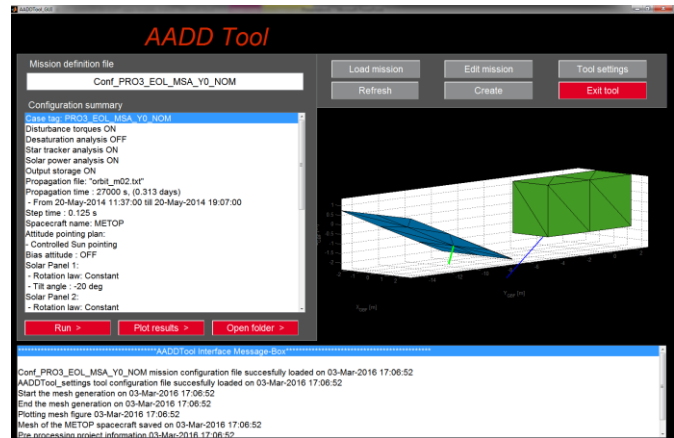 AADDTool_GUI
AADD Tool
Mission definition file
Conf_PRO3_EOL_MSA_Y0_NOM
Load mission
Edit mission
Tool settings
Refresh
Create
Exit tool
Configuration summary
Case tag: PRO3_EOL_MSA_Y0_NOM
Disturbance torques ON
Desaturation analysis OFF
Star tracker analysis ON
Solar power analysis ON
Output storage ON
Propagation file: "orbit_m02.txt"
Propagation time : 27000 s, (0.313 days)
- From 20-May-2014 11:37:00 till 20-May-2014 19:07:00
Step time : 0.125 s
Spacecraft name: METOP
Attitude pointing plan:
- Controlled Sun pointing
Bias attitude : OFF
Solar Panel 1:
- Rotation law: Constant
- Tilt angle : -20 deg
Solar Panel 2:
- Rotation law: Constant
Run >
Plot results >
Open folder >
**********AADDTool Interface Message-Box**********
Conf_PRO3_EOL_MSA_Y0_NOM mission configuration file succesfully loaded on 03-Mar-2016 17:06:52
AADDTool_settings tool configuration file succesfully loaded on 03-Mar-2016 17:06:52
Start the mesh generation on 03-Mar-2016 17:06:52
End the mesh generation on 03-Mar-2016 17:06:52
Plotting mesh figure 03-Mar-2016 17:06:52
Mesh of the METOP spacecraft saved on 03-Mar-2016 17:06:52
Pre processing project information 03-Mar-2016 17:06:52